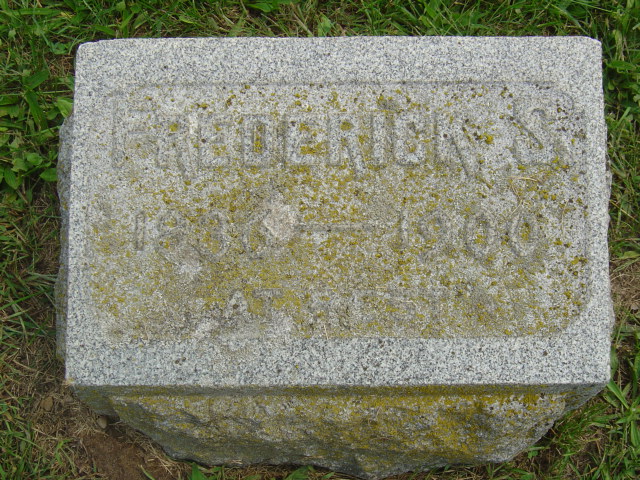 FREDERICK
— 1900
AT REST